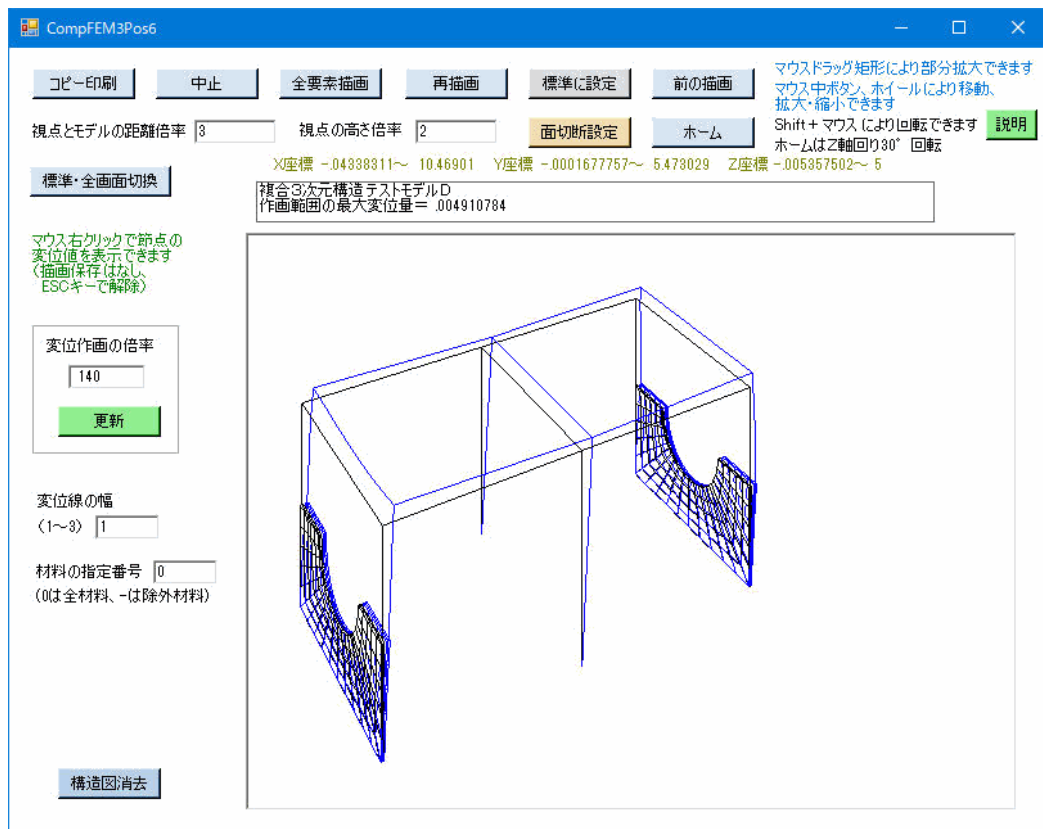 CompFEM3Pos6
コピー印刷
中止
全要素描画
再描画
標準に設定
前の描画
マウスドラッグ矩形により部分拡大できます
マウス中ボタン、ホイールにより移動、
拡大・縮小できます
Shift＋マウス により回転できます
ホームはZ軸回り30° 回転
説明
視点とモデルの距離倍率 3
視点の高さ倍率 2
面切断設定
ホーム
X座標 -.04338311～ 10.46901 Y座標 -.0001677757～ 5.473029 Z座標 -.005357502～ 5
標準・全画面切換
複合3次元構造 テストモデルD
作画範囲の最大変位量＝ .004910784
マウス右クリックで節点の
変位値を表示できます
（描画保存はなし、
ESCキーで解除）
変位作画の倍率
140
更新
変位線の幅
（1～3） 1
材料の指定番号 0
（0は全材料、-は除外材料）
構造図消去